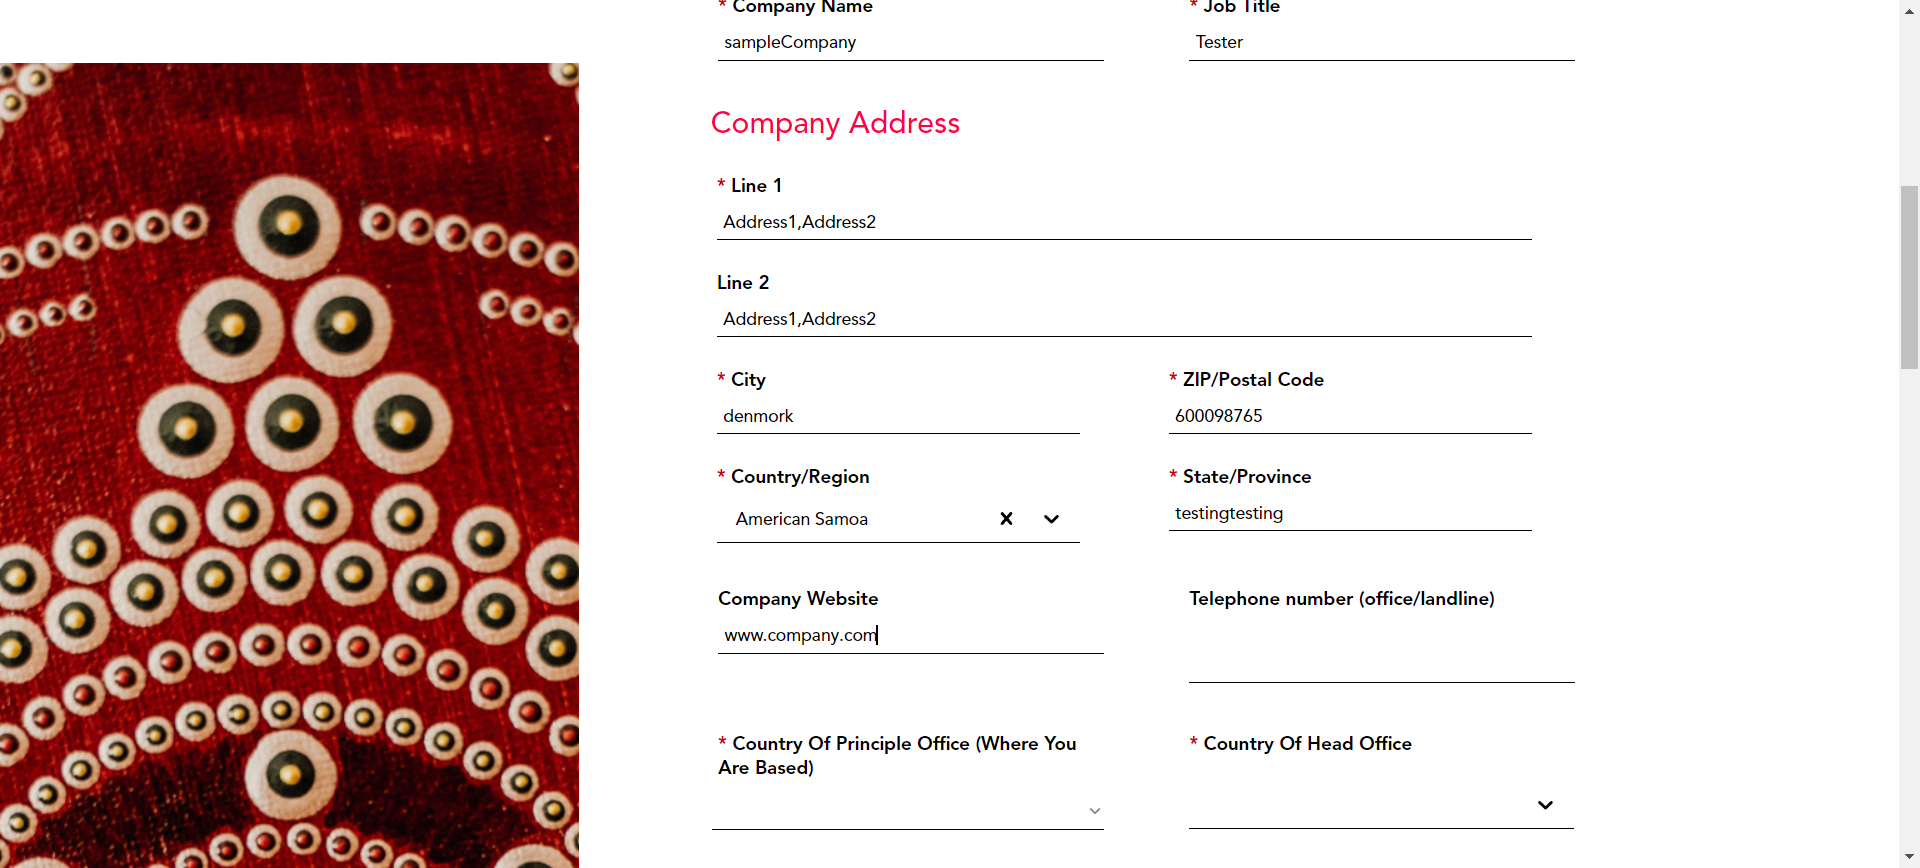 * Company Name
* Job Title
sampleCompany
Tester
Company Address
* Line 1
Address1,Address2
Line 2
Address1,Address2
* City
* ZIP/Postal Code
denmork
600098765
* Country/Region
* State/Province
American Samoa
testingtesting
Company Website
Telephone number (office/landline)
www.company.com
* Country Of Principle Office (Where You
Are Based)
* Country Of Head Office